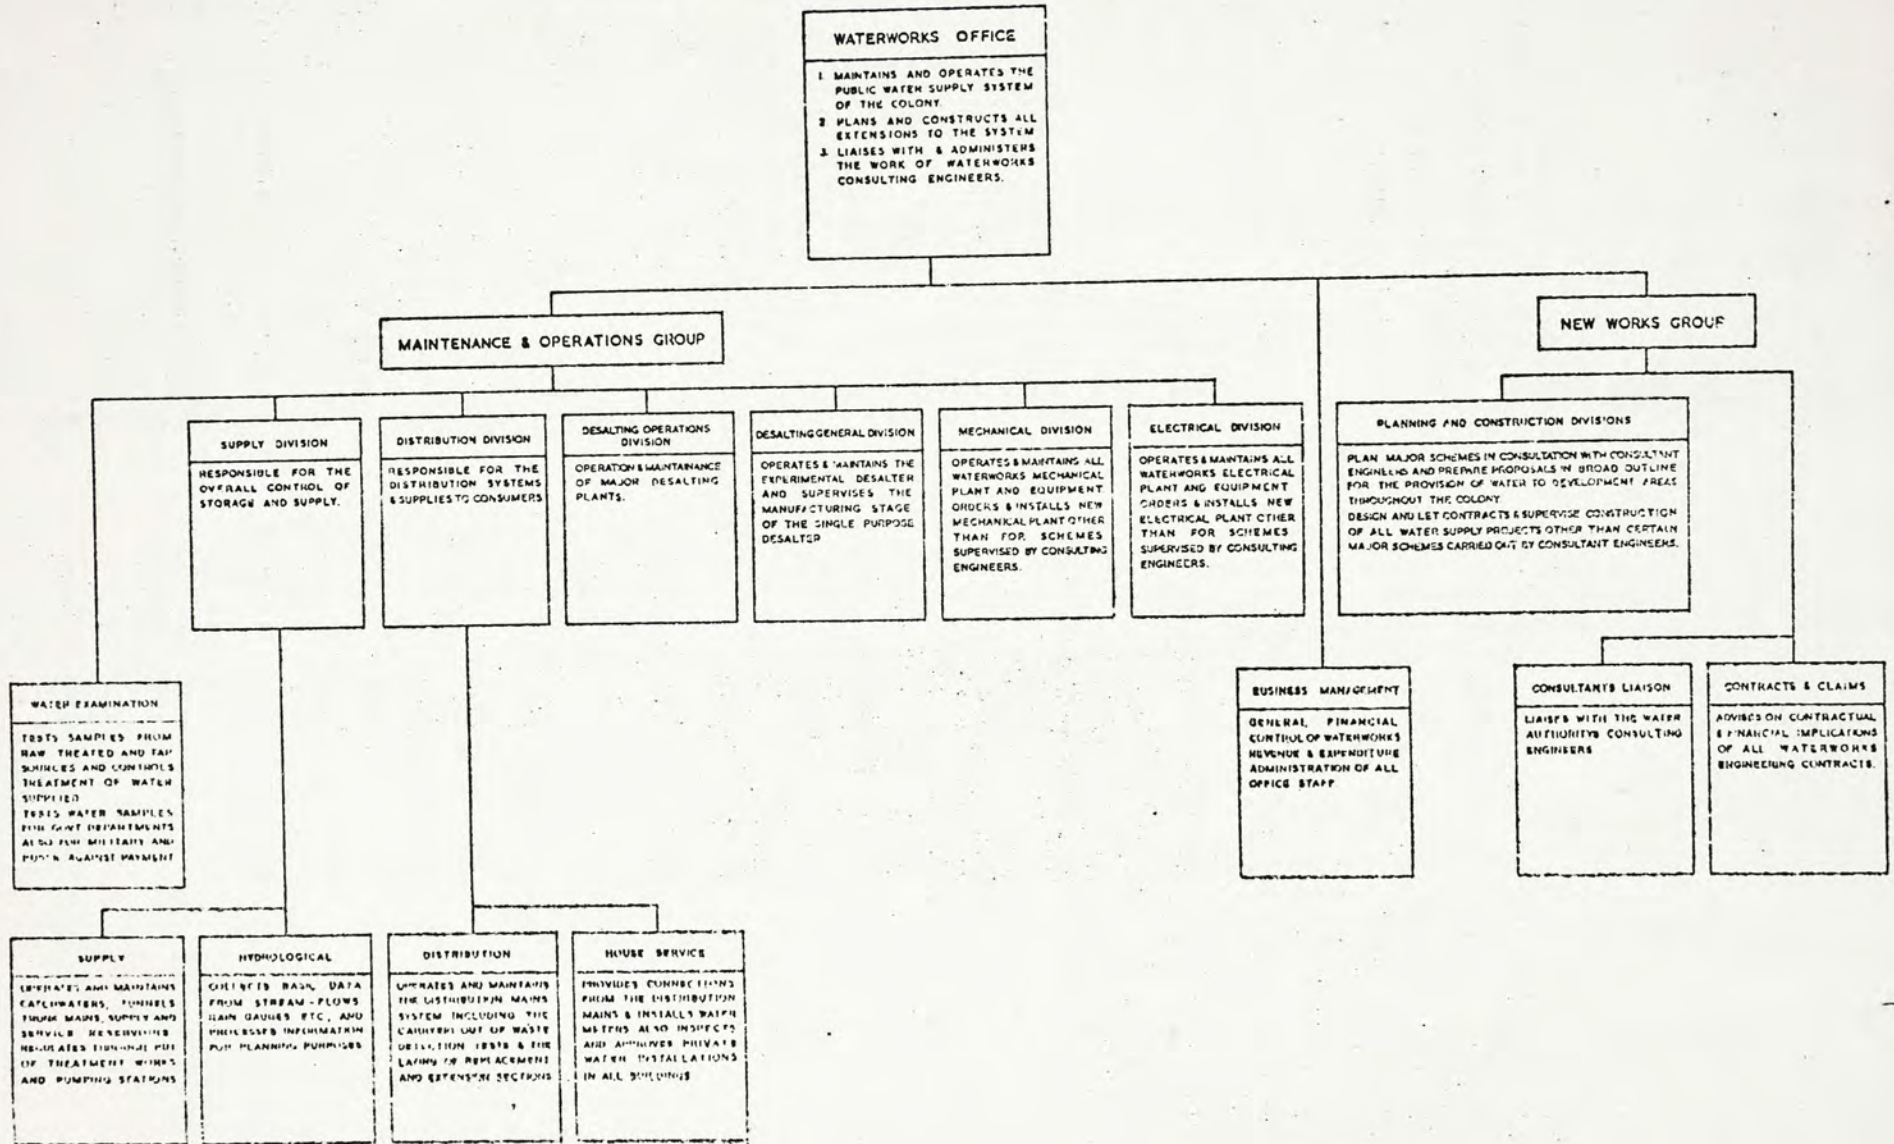 WATERWORKS OFFICE
1. MAINTAINS AND OPERATES THE
PUBLIC WATER SUPPLY SYSTEM
OF THE COLONY.
2. PLANS AND CONSTRUCTS ALL
EXTENSIONS TO THE SYSTEM
3. LIAISES WITH & ADMINISTERS
THE WORK OF WATERWORKS
CONSULTING ENGINEERS.
MAINTENANCE & OPERATIONS GROUP
NEW WORKS GROUP
SUPPLY DIVISION
RESPONSIBLE FOR THE
OVERALL CONTROL OF
STORAGE AND SUPPLY.
DISTRIBUTION DIVISION
RESPONSIBLE FOR THE
DISTRIBUTION SYSTEMS
& SUPPLIES TO CONSUMERS
DESALTING OPERATIONS
DIVISION
OPERATION & MAINTAINANCE
OF MAJOR DESALTING
PLANTS.
DESALTING GENERAL DIVISION
OPERATES & MAINTAINS THE
EXPERIMENTAL DESALTER
AND SUPERVISES THE
MANUFACTURING STAGE
OF THE SINGLE PURPOSE
DESALTER
MECHANICAL DIVISION
OPERATES & MAINTAINS ALL
WATERWORKS MECHANICAL
PLANT AND EQUIPMENT.
ORDERS & INSTALLS NEW
MECHANICAL PLANT OTHER
THAN FOR SCHEMES
SUPERVISED BY CONSULTING
ENGINEERS.
ELECTRICAL DIVISION
OPERATES & MAINTAINS ALL
WATERWORKS ELECTRICAL
PLANT AND EQUIPMENT
ORDERS & INSTALLS NEW
ELECTRICAL PLANT OTHER
THAN FOR SCHEMES
SUPERVISED BY CONSULTING
ENGINEERS.
PLANNING AND CONSTRUCTION DIVISIONS
PLAN MAJOR SCHEMES IN CONSULTATION WITH CONSULTANT
ENGINEERS AND PREPARE PROPOSALS IN BROAD OUTLINE
FOR THE PROVISION OF WATER TO DEVELOPMENT AREAS
THROUGHOUT THE COLONY.
DESIGN AND LET CONTRACTS & SUPERVISE CONSTRUCTION
OF ALL WATER SUPPLY PROJECTS OTHER THAN CERTAIN
MAJOR SCHEMES CARRIED OUT BY CONSULTANT ENGINEERS.
WATER EXAMINATION
TESTS SAMPLES FROM
RAW TREATED AND TAP
SOURCES AND CONTROLS
TREATMENT OF WATER
SUPPLIED
TESTS WATER SAMPLES
FOR GOVT DEPARTMENTS
ALSO FOR MILITARY AND
AGAINST PAYMENT
BUSINESS MANAGEMENT
GENERAL FINANCIAL
CONTROL OF WATERWORKS
REVENUE & EXPENDITURE
ADMINISTRATION OF ALL
OFFICE STAFF
CONSULTANTS LIAISON
LIAISES WITH THE WATER
AUTHORITYS CONSULTING
ENGINEERS
CONTRACTS & CLAIMS
ADVISES ON CONTRACTUAL
& FINANCIAL IMPLICATIONS
OF ALL WATERWORKS
ENGINEERING CONTRACTS.
SUPPLY
OPERATES AND MAINTAINS
CATCHWATERS, TUNNELS
TRUNK MAINS, SUPPLY AND
SERVICE RESERVOIRS
REGULATES
OF TREATMENT WORKS
AND PUMPING STATIONS
HYDROLOGICAL
COLLECTS BASIC DATA
FROM STREAM-FLOWS
RAIN GAUGES ETC, AND
PROCESSES INFORMATION
FOR PLANNING PURPOSES
DISTRIBUTION
OPERATES AND MAINTAINS
THE DISTRIBUTION MAINS
SYSTEM INCLUDING THE
CARRYING OUT OF WASTE
DETECTION TESTS & THE
LAYING OF REPLACEMENT
AND EXTENSION SECTIONS
HOUSE SERVICE
PROVIDES CONNECTIONS
FROM THE DISTRIBUTION
MAINS & INSTALLS WATER
METERS ALSO INSPECTS
AND APPROVES PRIVATE
WATER INSTALLATIONS
IN ALL BUILDINGS